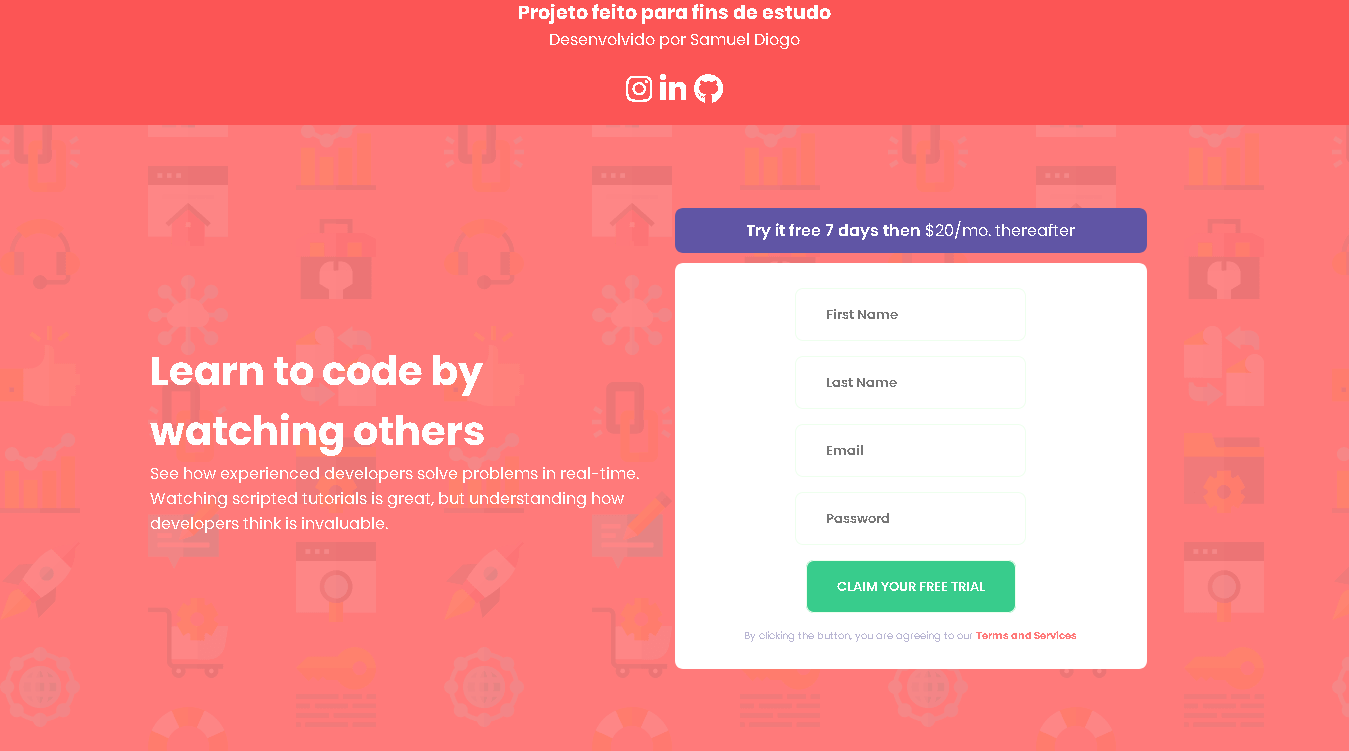 Projeto feito para fins de estudo
Desenvolvido por Samuel Diogo
Learn to code by
watching others
See how experienced developers solve problems in real-time.
Watching scripted tutorials is great, but understanding how
developers think is invaluable.
Try it free 7 days then $20/mo. thereafter
First Name
Last Name
Email
Password
CLAIM YOUR FREE TRIAL
By clicking the button, you are agreeing to our Terms and Services